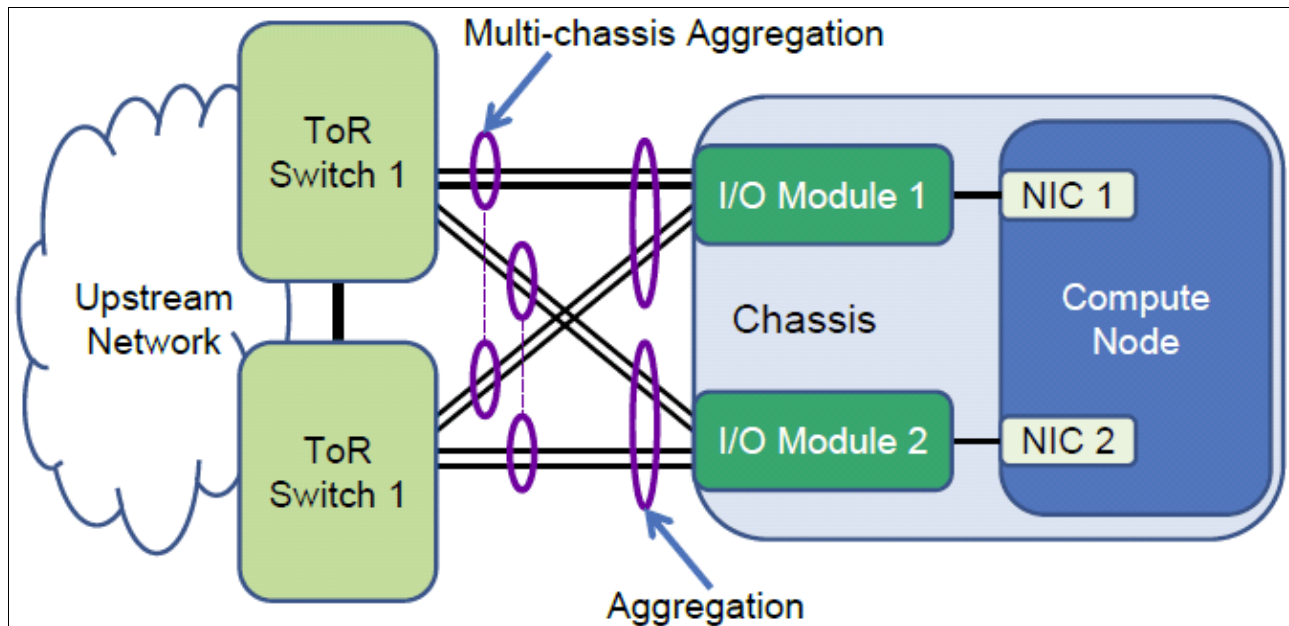 Multi-chassis Aggregation
ToR
Switch 1
I/O Module 1
NIC 1
Upstream
Network
Chassis
Compute
Node
ToR
Switch 1
I/O Module 2
NIC 2
Aggregation